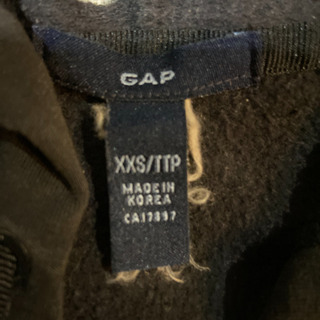 GAP
XXS/TTP
MADE IN
KOREA
CA17897